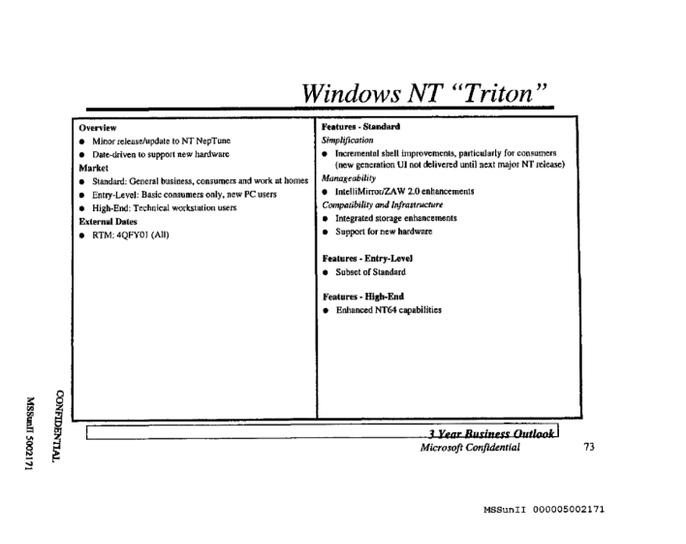 Windows NT “Triton”
Overview
● Minor release/update to NT NepTune
● Date-driven to support new hardware
Market
● Standard: General business, consumers and work at homes
● Entry-Level: Basic consumers only, new PC users
● High-End: Technical workstation users
External Dates
● RTM: 4QFY01 (All)
Features - Standard
Simplification
● Incremental shell improvements, particularly for consumers
(new generation UI not delivered until next major NT release)
Manageability
● IntelliMirror/ZAW 2.0 enhancements
Compatibility and Infrastructure
● Integrated storage enhancements
● Support for new hardware
Features - Entry-Level
● Subset of Standard
Features - High-End
● Enhanced NT64 capabilities
3 Year Business Outlook
Microsoft Confidential
73
MSSunII 5002171
CONFIDENTIAL
MSSunII 000005002171